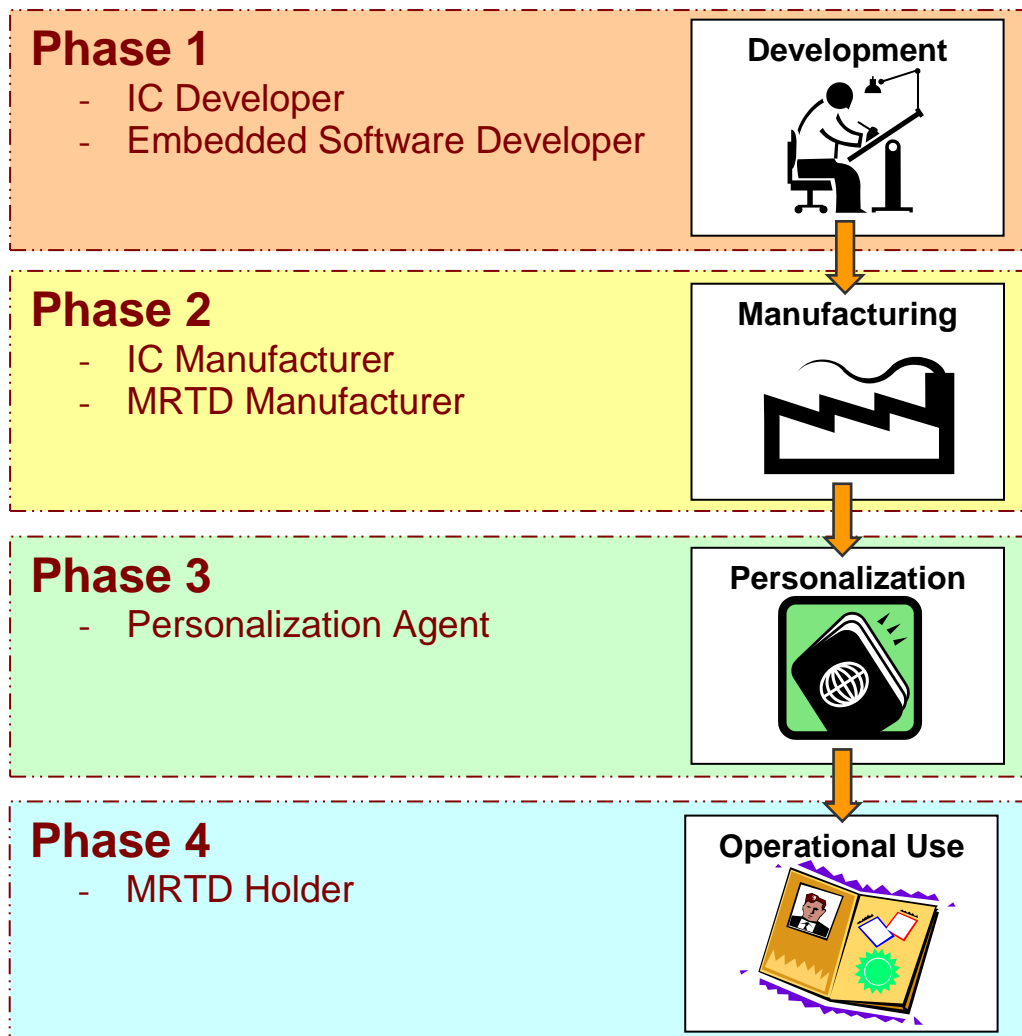 Phase 1
- IC Developer
- Embedded Software Developer
Development
Phase 2
- IC Manufacturer
- MRTD Manufacturer
Manufacturing
Phase 3
- Personalization Agent
Personalization
Phase 4
- MRTD Holder
Operational Use